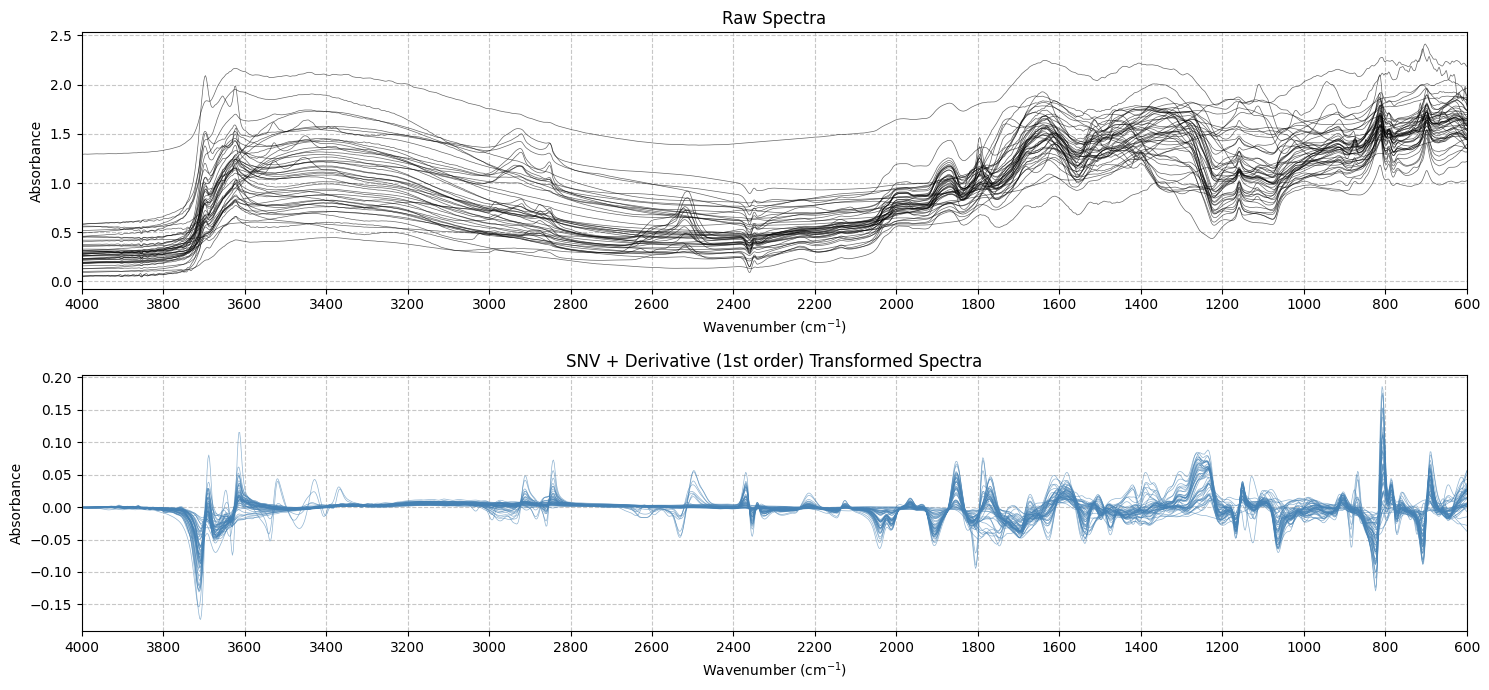 Raw Spectra
2.5
2.0
1.5
1.0
0.5
0.0
Absorbance
4000 3800 3600 3400 3200 3000 2800 2600 2400 2200 2000 1800 1600 1400 1200 1000 800 600
Wavenumber (cm⁻¹)
SNV + Derivative (1st order) Transformed Spectra
0.20
0.15
0.10
0.05
0.00
−0.05
−0.10
−0.15
Absorbance
4000 3800 3600 3400 3200 3000 2800 2600 2400 2200 2000 1800 1600 1400 1200 1000 800 600
Wavenumber (cm⁻¹)